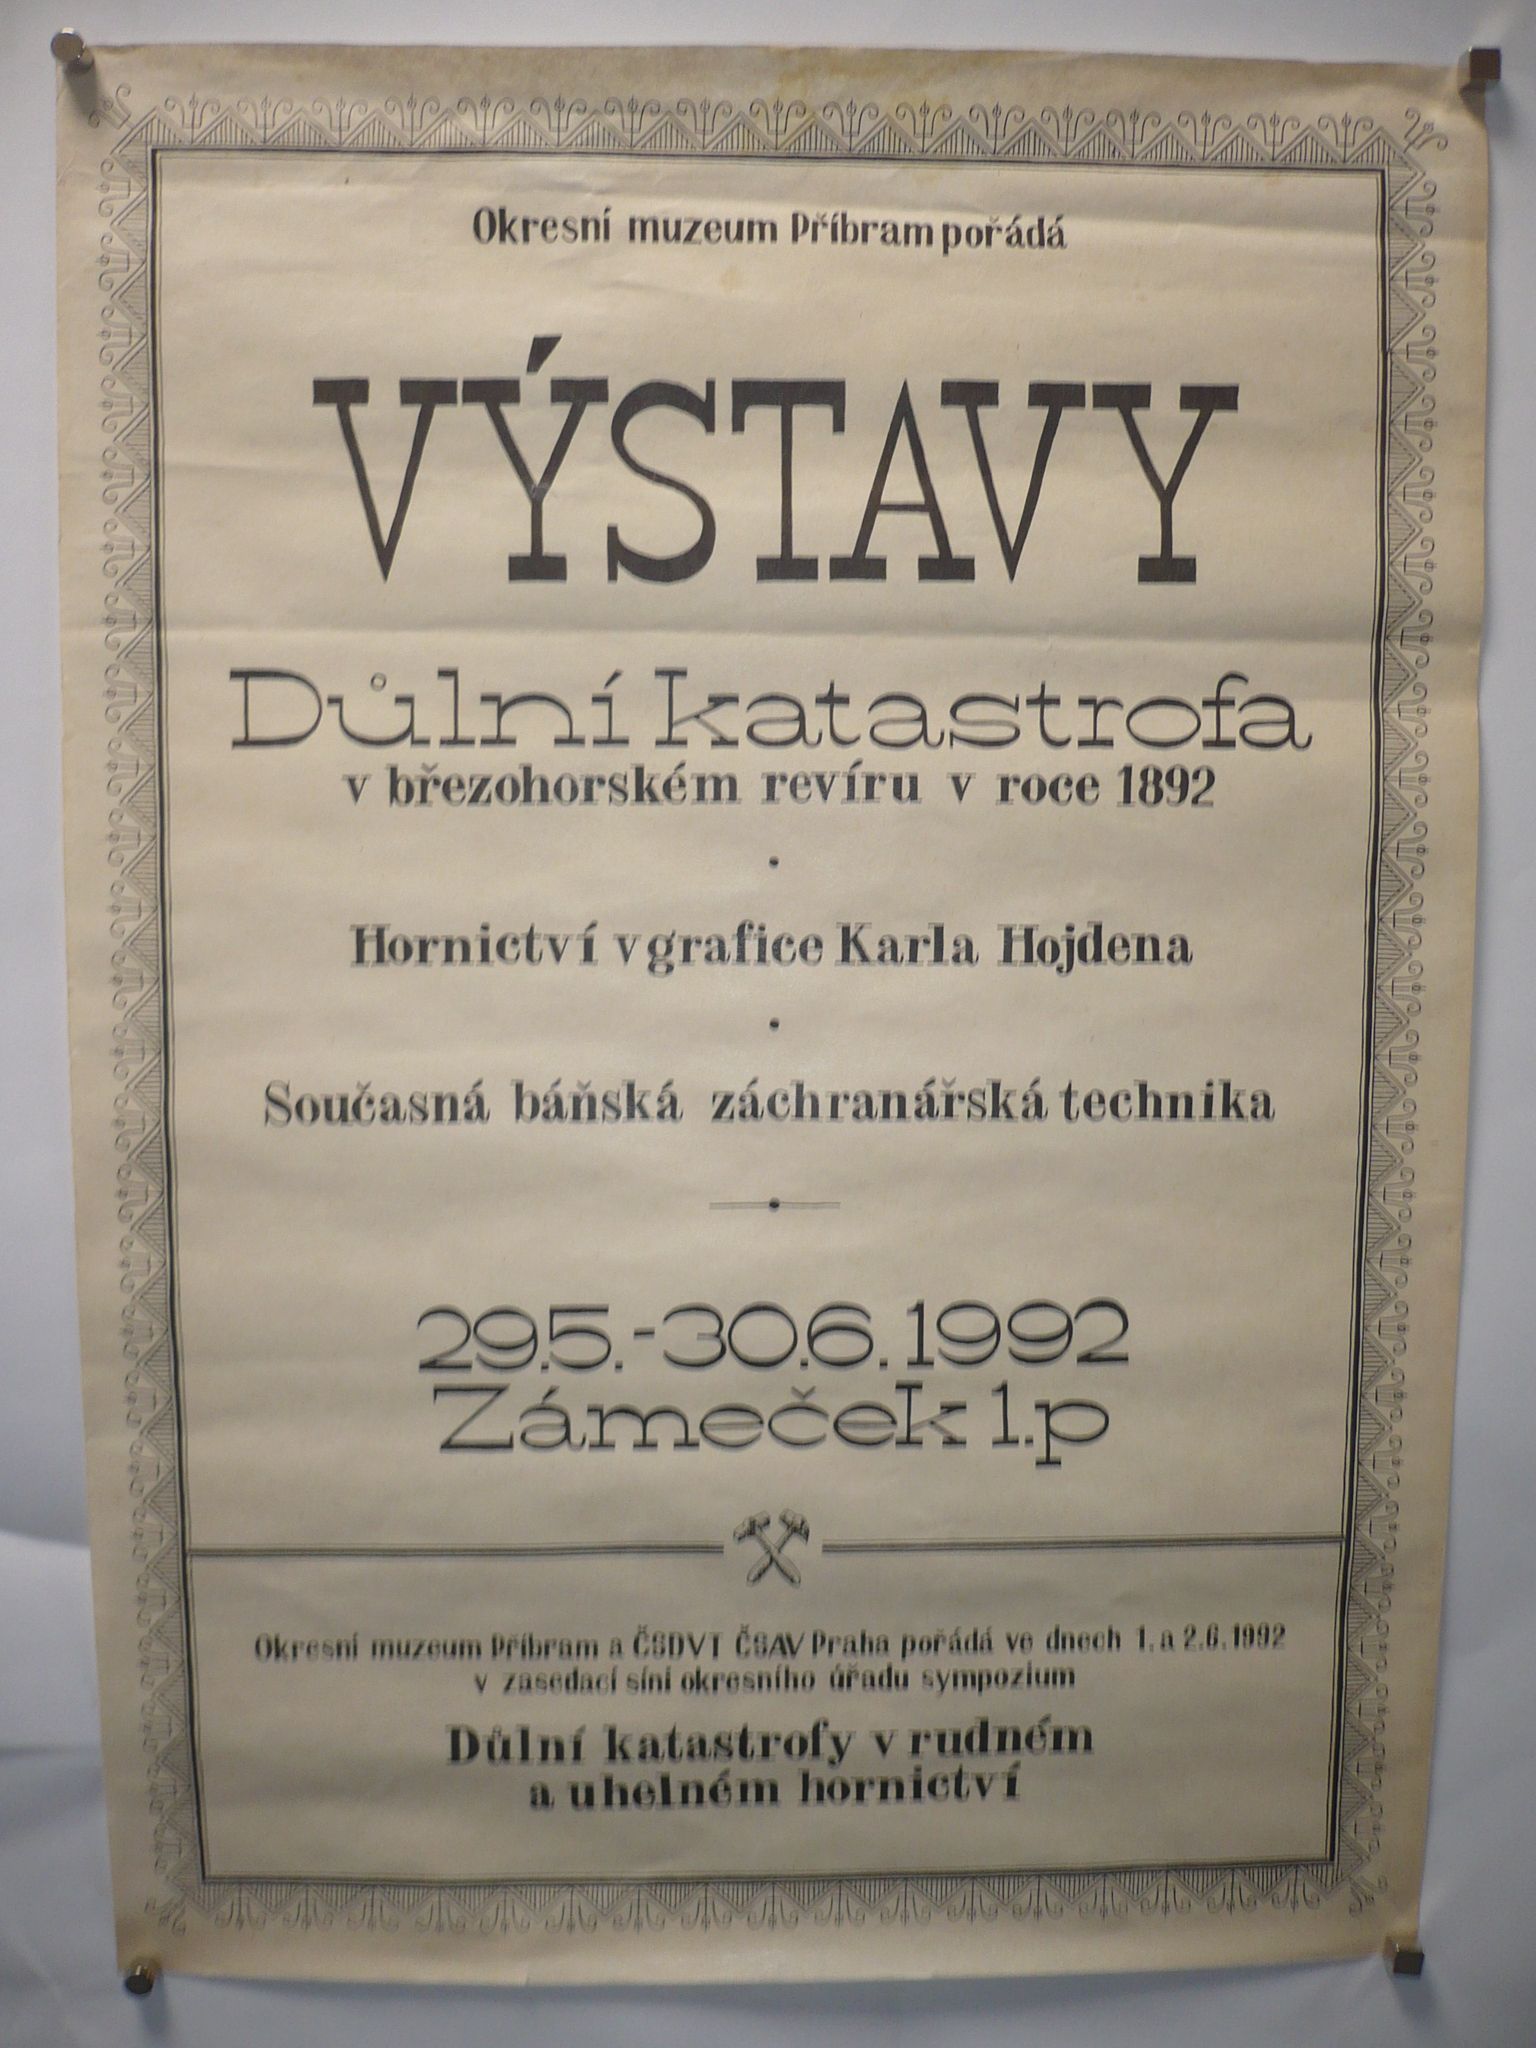 Okresní muzeum Příbram pořádá
VÝSTAVY
Důlní katastrofa
v březohorském revíru v roce 1892
•
Hornictví v grafice Karla Hojdena
•
Současná báňská záchranářská technika
29.5.-30.6.1992
Zámeček 1.p
Okresní muzeum Příbram a ČSDVT ČSAV Praha pořádá ve dnech 1. a 2.6.1992
v zasedací síni okresního úřadu sympozium
Důlní katastrofy v rudném
a uhelném hornictví